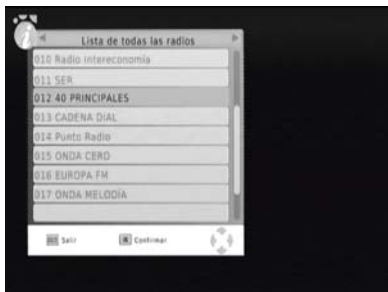 Lista de todas las radios
010 Radio Intereconomía
011 SER
012 40 PRINCIPALES
013 CADENA DIAL
014 Punto Radio
015 ONDA CERO
016 EUROPA FM
017 ONDA MELODÍA
Salir Confirmar